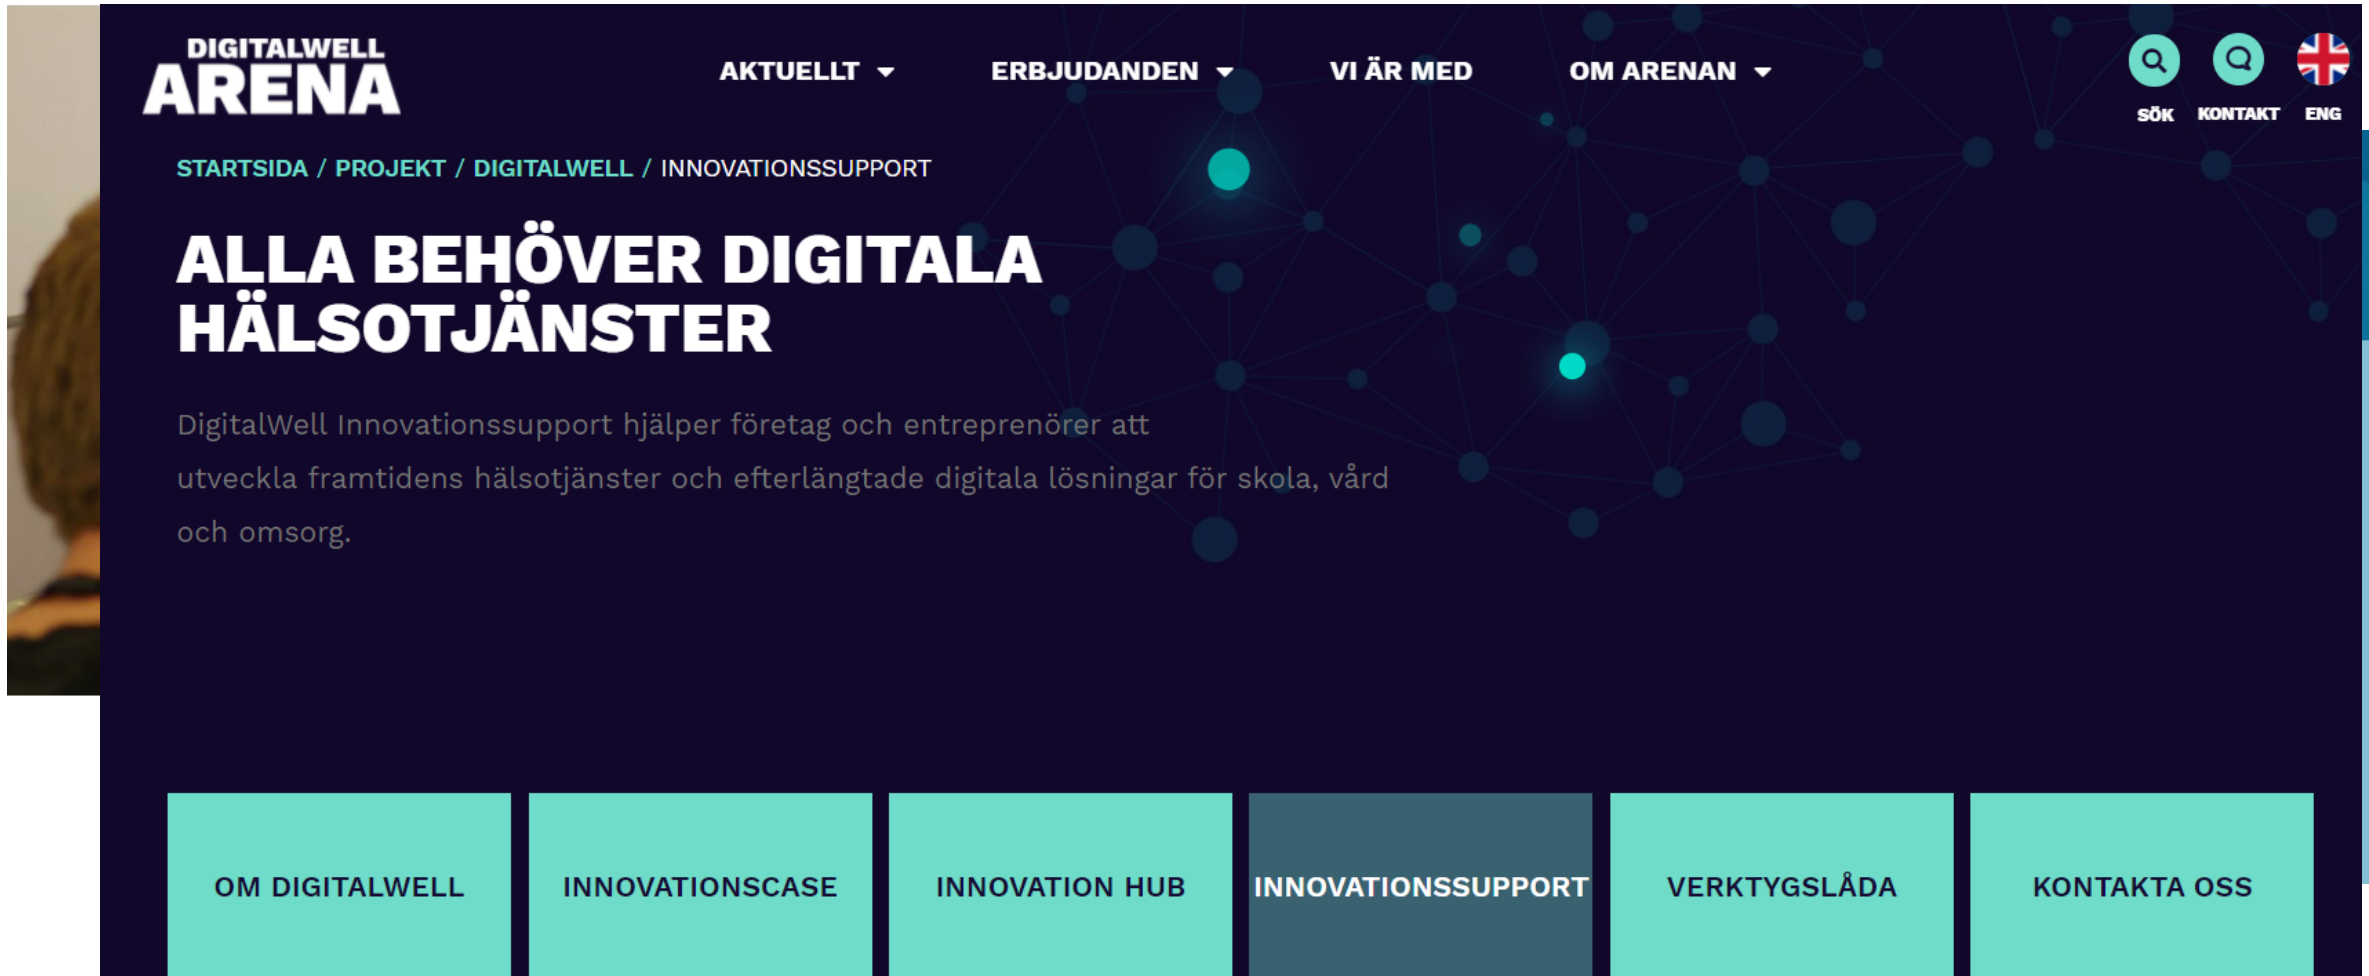 DIGITALWELL
ARENA
AKTUELLT
ERBJUDANDEN
VI ÄR MED
OM ARENAN
SÖK
KONTAKT
ENG
STARTSIDA / PROJEKT / DIGITALWELL / INNOVATIONSSUPPORT
ALLA BEHÖVER DIGITALA
HÄLSOTJÄNSTER
DigitalWell Innovationssupport hjälper företag och entreprenörer att
utveckla framtidens hälsotjänster och efterlängtade digitala lösningar för skola, vård
och omsorg.
OM DIGITALWELL
INNOVATIONSCASE
INNOVATION HUB
INNOVATIONSSUPPORT
VERKTYGSLÅDA
KONTAKTA OSS